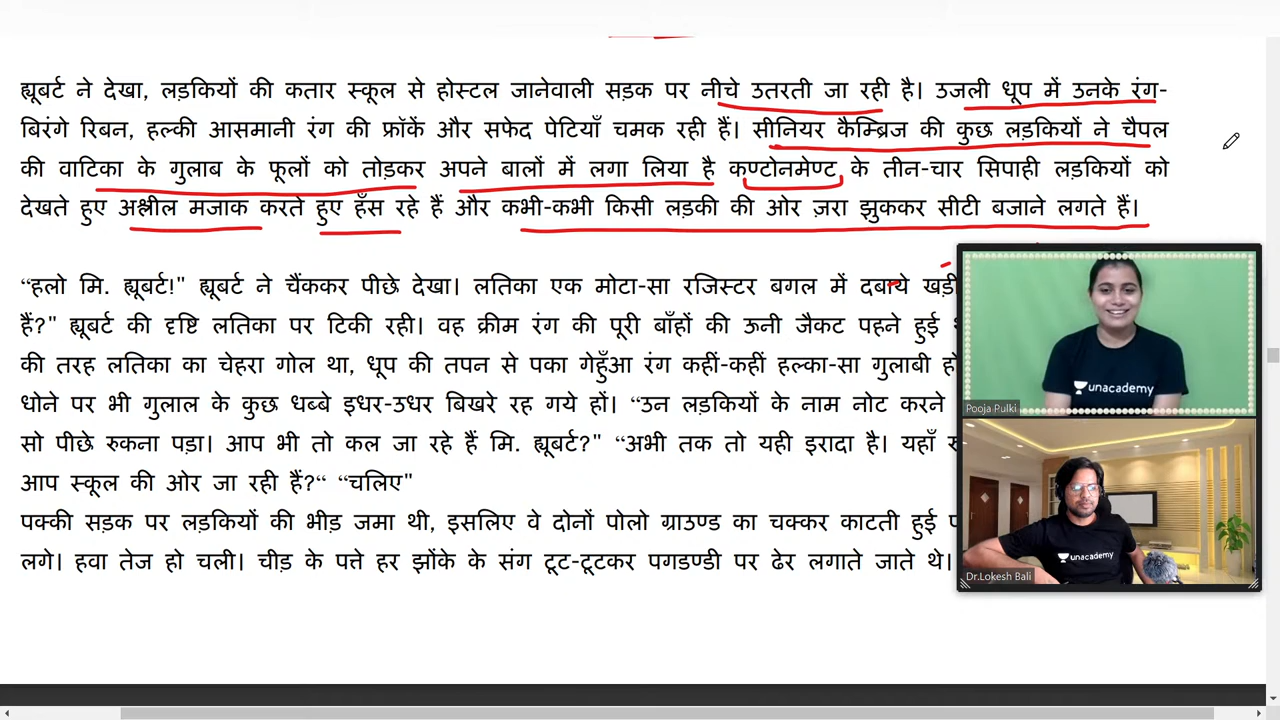 ह्यूबर्ट ने देखा, लड़कियों की कतार स्कूल से होस्टल जानेवाली सड़क पर नीचे उतरती जा रही है। उजली धूप में उनके रंग-
बिरंगे रिबन, हल्की आसमानी रंग की फ्रॉकें और सफेद पेटियाँ चमक रही हैं। सीनियर कैम्ब्रिज की कुछ लड़कियों ने चैपल
की वाटिका के गुलाब के फूलों को तोड़कर अपने बालों में लगा लिया है कण्टोनमेण्ट के तीन-चार सिपाही लड़कियों को
देखते हुए अश्लील मजाक करते हुए हँस रहे हैं और कभी-कभी किसी लड़की की ओर ज़रा झुककर सीटी बजाने लगते हैं।
“हलो मि. ह्यूबर्ट!" ह्यूबर्ट ने चैंककर पीछे देखा। लतिका एक मोटा-सा रजिस्टर बगल में दबाये खड़ी
हैं?" ह्यूबर्ट की दृष्टि लतिका पर टिकी रही। वह क्रीम रंग की पूरी बाँहों की ऊनी जैकट पहने हुई
की तरह लतिका का चेहरा गोल था, धूप की तपन से पका गेहुँआ रंग कहीं-कहीं हल्का-सा गुलाबी
धोने पर भी गुलाल के कुछ धब्बे इधर-उधर बिखरे रह गये हों। “उन लड़कियों के नाम नोट करने
सो पीछे रुकना पड़ा। आप भी तो कल जा रहे हैं मि. ह्यूबर्ट?" “अभी तक तो यही इरादा है। यहाँ
आप स्कूल की ओर जा रही हैं?“ “चलिए"
पक्की सड़क पर लड़कियों की भीड़ जमा थी, इसलिए वे दोनों पोलो ग्राउण्ड का चक्कर काटती हुई
लगे। हवा तेज हो चली। चीड़ के पत्ते हर झोंके के संग टूट-टूटकर पगडण्डी पर ढेर लगाते जाते थे।
unacademy
Pooja Pulki
unacademy
Dr.Lokesh Bali